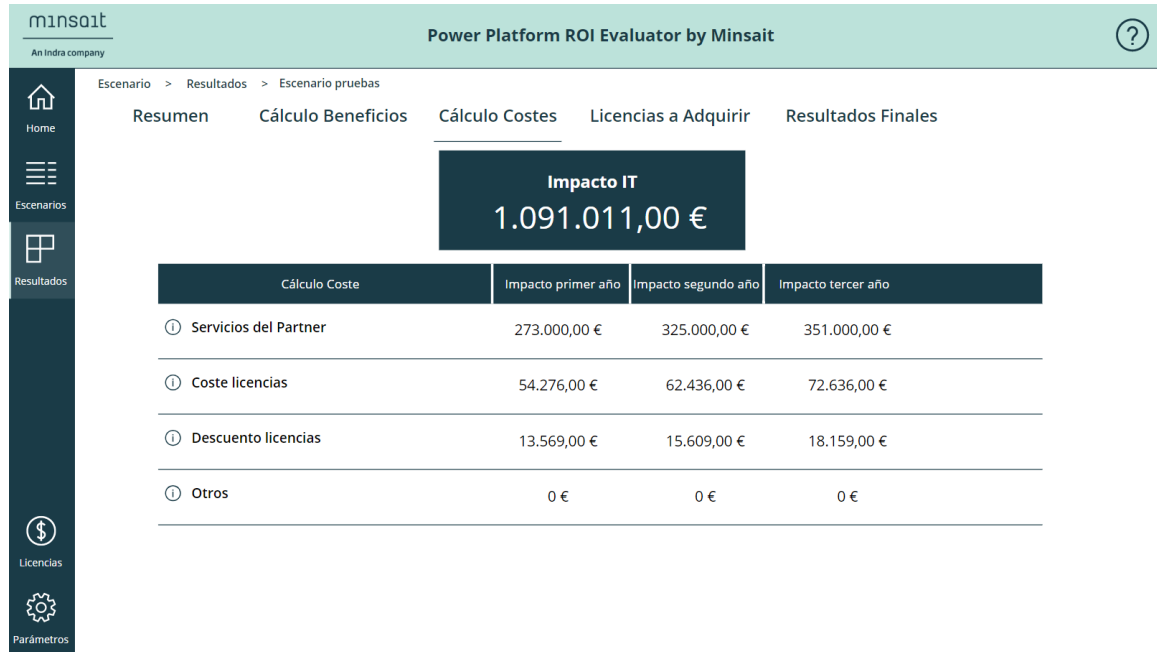 minsait
An Indra company
Power Platform ROI Evaluator by Minsait
?
Home
Escenarios
Resultados
Licencias
Parámetros
Escenario > Resultados > Escenario pruebas
Resumen Cálculo Beneficios Cálculo Costes Licencias a Adquirir Resultados Finales
Impacto IT
1.091.011,00 €
Cálculo Coste Impacto primer año Impacto segundo año Impacto tercer año
Servicios del Partner 273.000,00 € 325.000,00 € 351.000,00 €
Coste licencias 54.276,00 € 62.436,00 € 72.636,00 €
Descuento licencias 13.569,00 € 15.609,00 € 18.159,00 €
Otros 0 € 0 € 0 €